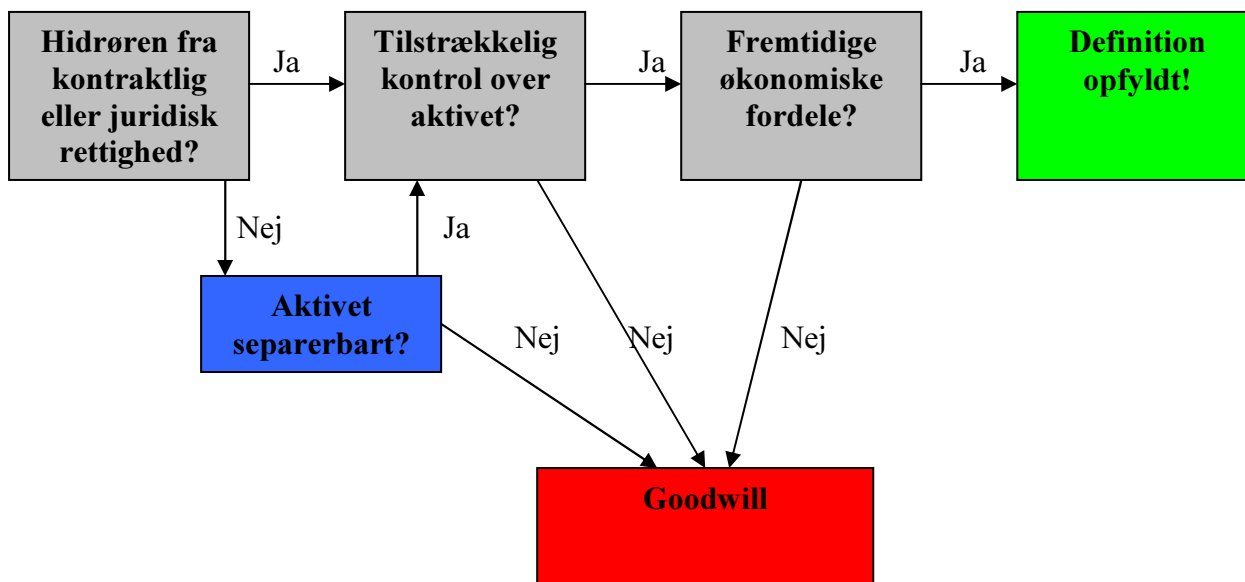 Hidrøren fra
kontraktlig
eller juridisk
rettighed?
Ja
Tilstrækkelig
kontrol over
aktivet?
Ja
Fremtidige
økonomiske
fordele?
Ja
Definition
opfyldt!
Nej
Ja
Aktivet
separerbart?
Nej
Nej
Nej
Goodwill